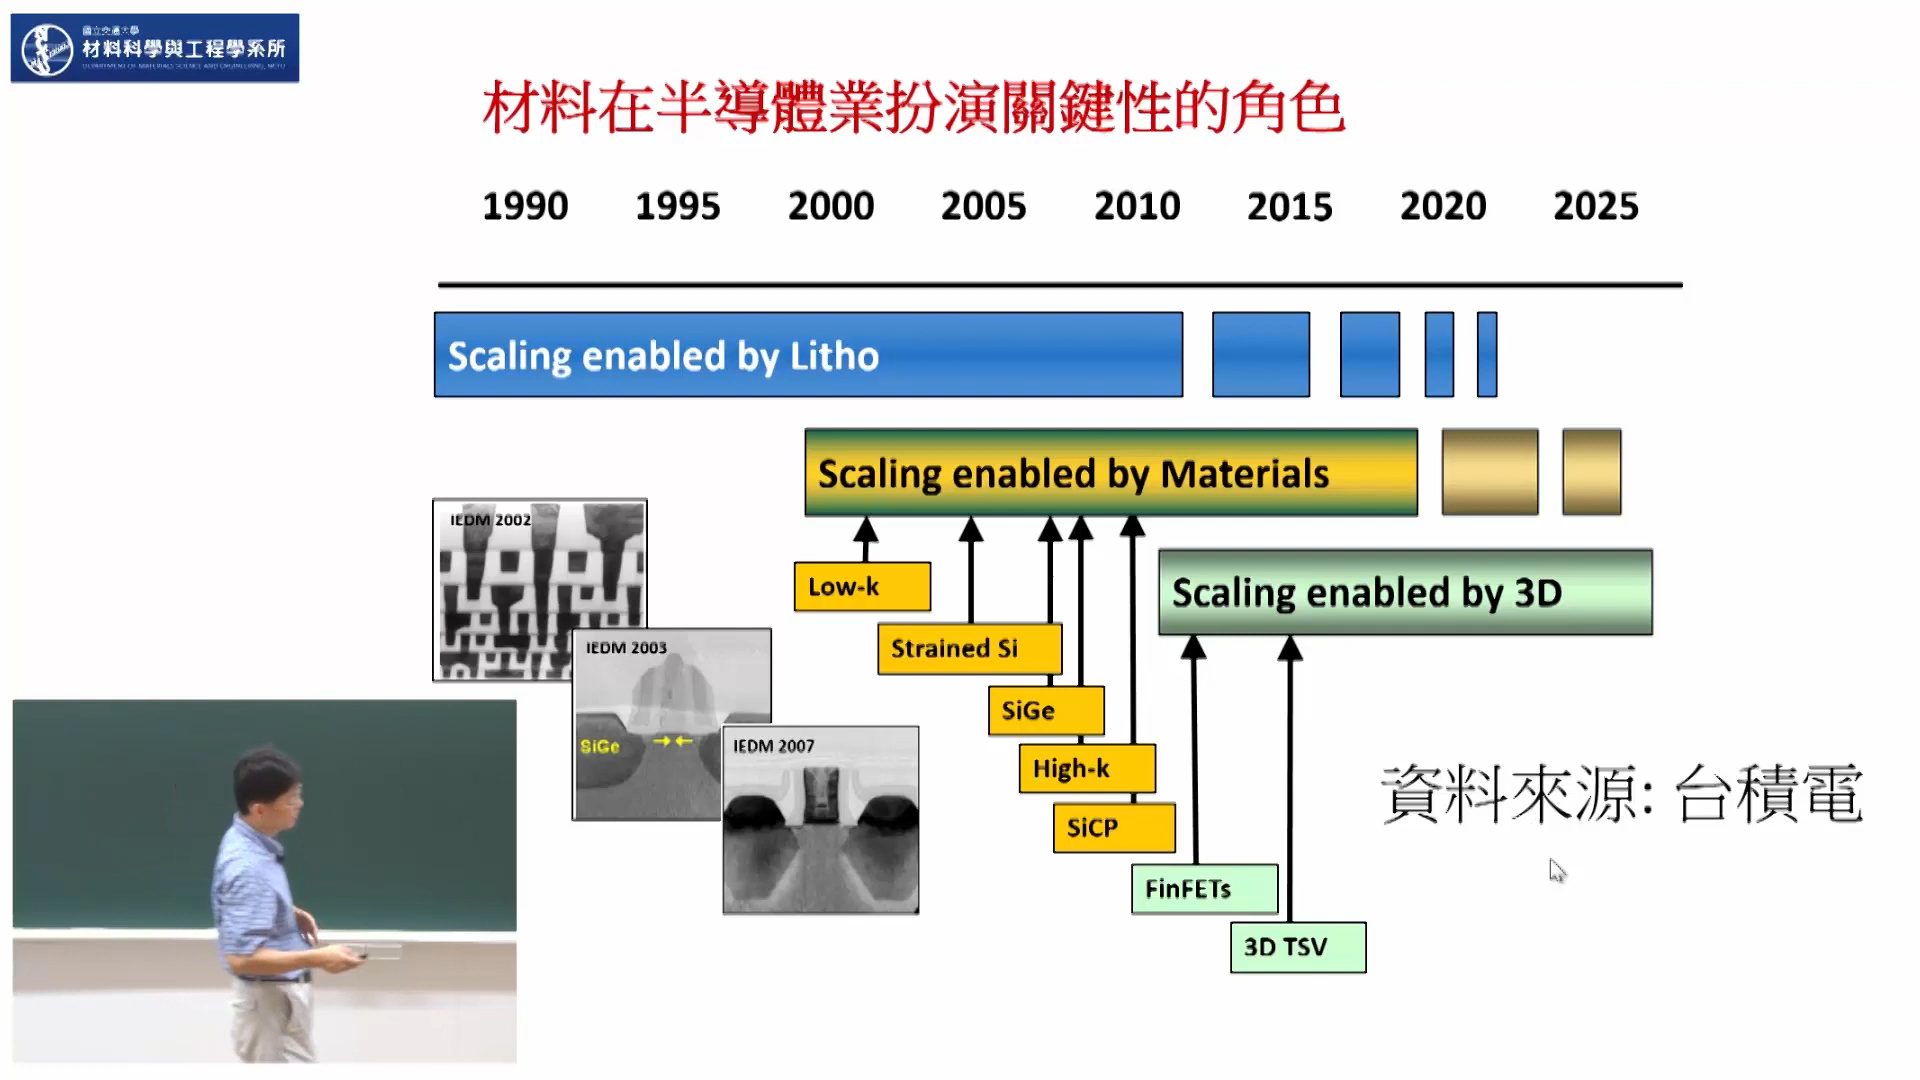 國立交通大學
材料科學與工程學系所
DEPARTMENT OF MATERIALS SCIENCE AND ENGINEERING, NCTU
材料在半導體業扮演關鍵性的角色
1990 1995 2000 2005 2010 2015 2020 2025
Scaling enabled by Litho
Scaling enabled by Materials
IEDM 2002
Low-k
Scaling enabled by 3D
Strained Si
IEDM 2003
SiGe
SiGe
IEDM 2007
High-k
資料來源: 台積電
SiCP
FinFETs
3D TSV